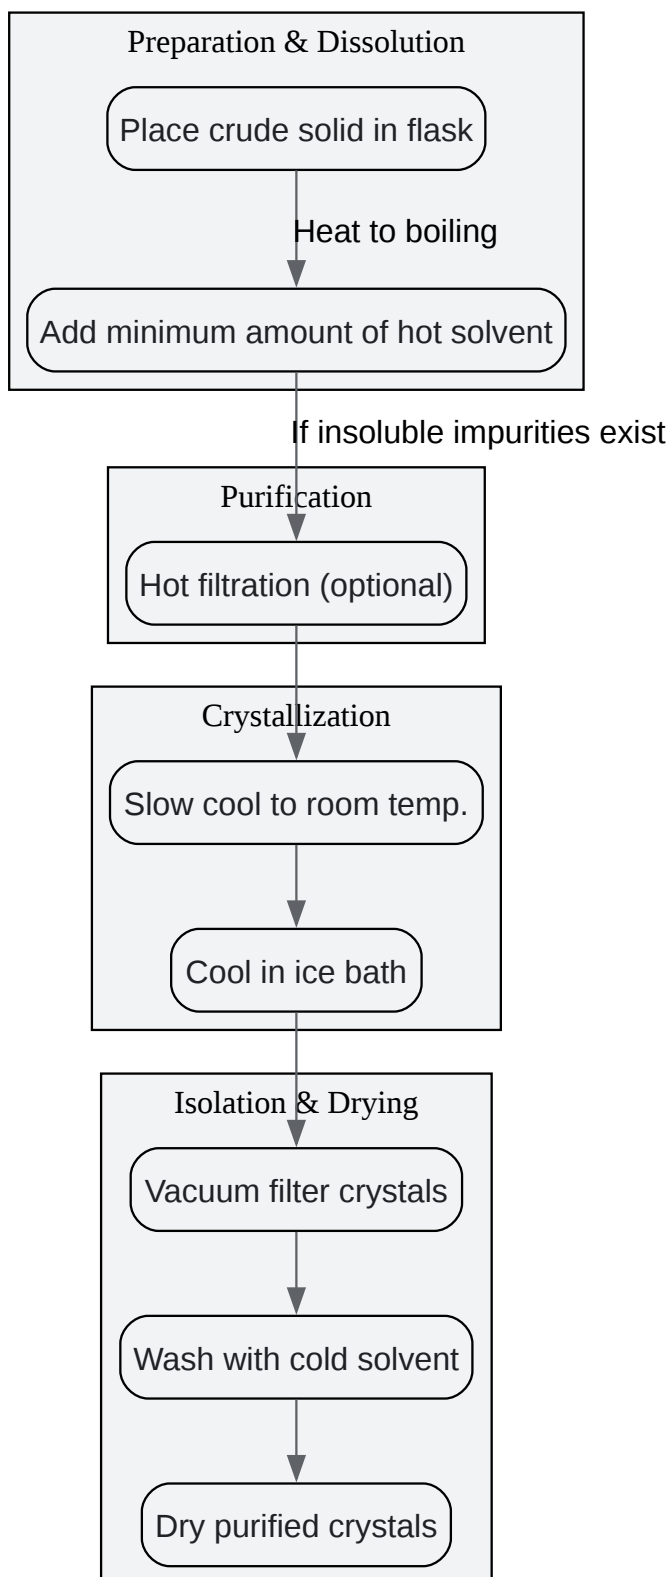 Preparation & Dissolution
Place crude solid in flask
Heat to boiling
Add minimum amount of hot solvent
If insoluble impurities exist
Purification
Hot filtration (optional)
Crystallization
Slow cool to room temp.
Cool in ice bath
Isolation & Drying
Vacuum filter crystals
Wash with cold solvent
Dry purified crystals